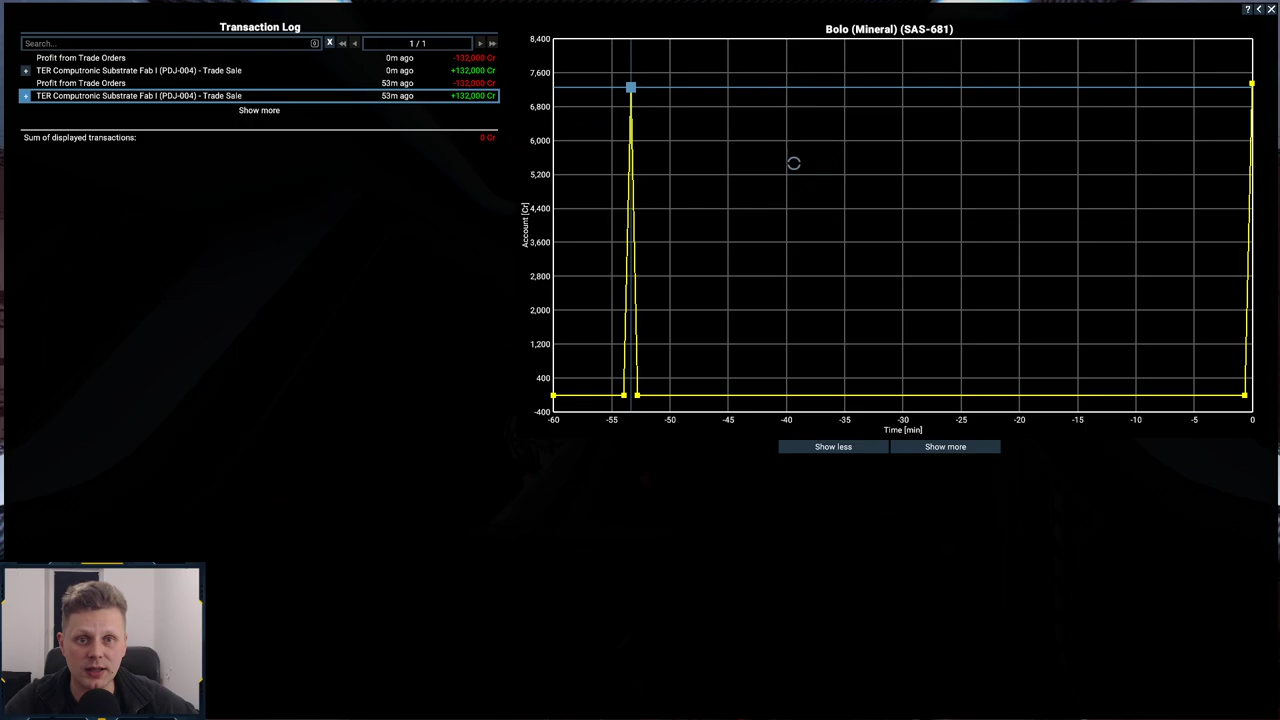 ? < X
Transaction Log
Search... 0 X 1 / 1
Profit from Trade Orders 0m ago -132,000 Cr
+ TER Computronic Substrate Fab I (PDJ-004) - Trade Sale 0m ago +132,000 Cr
Profit from Trade Orders 53m ago -132,000 Cr
+ TER Computronic Substrate Fab I (PDJ-004) - Trade Sale 53m ago +132,000 Cr
Show more
Sum of displayed transactions: 0 Cr
Bolo (Mineral) (SAS-681)
8,400
7,600
6,800
6,000
5,200
4,400
3,600
2,800
2,000
1,200
400
-400
Account [Cr]
-60 -55 -50 -45 -40 -35 -30 -25 -20 -15 -10 -5 0
Time [min]
Show less Show more